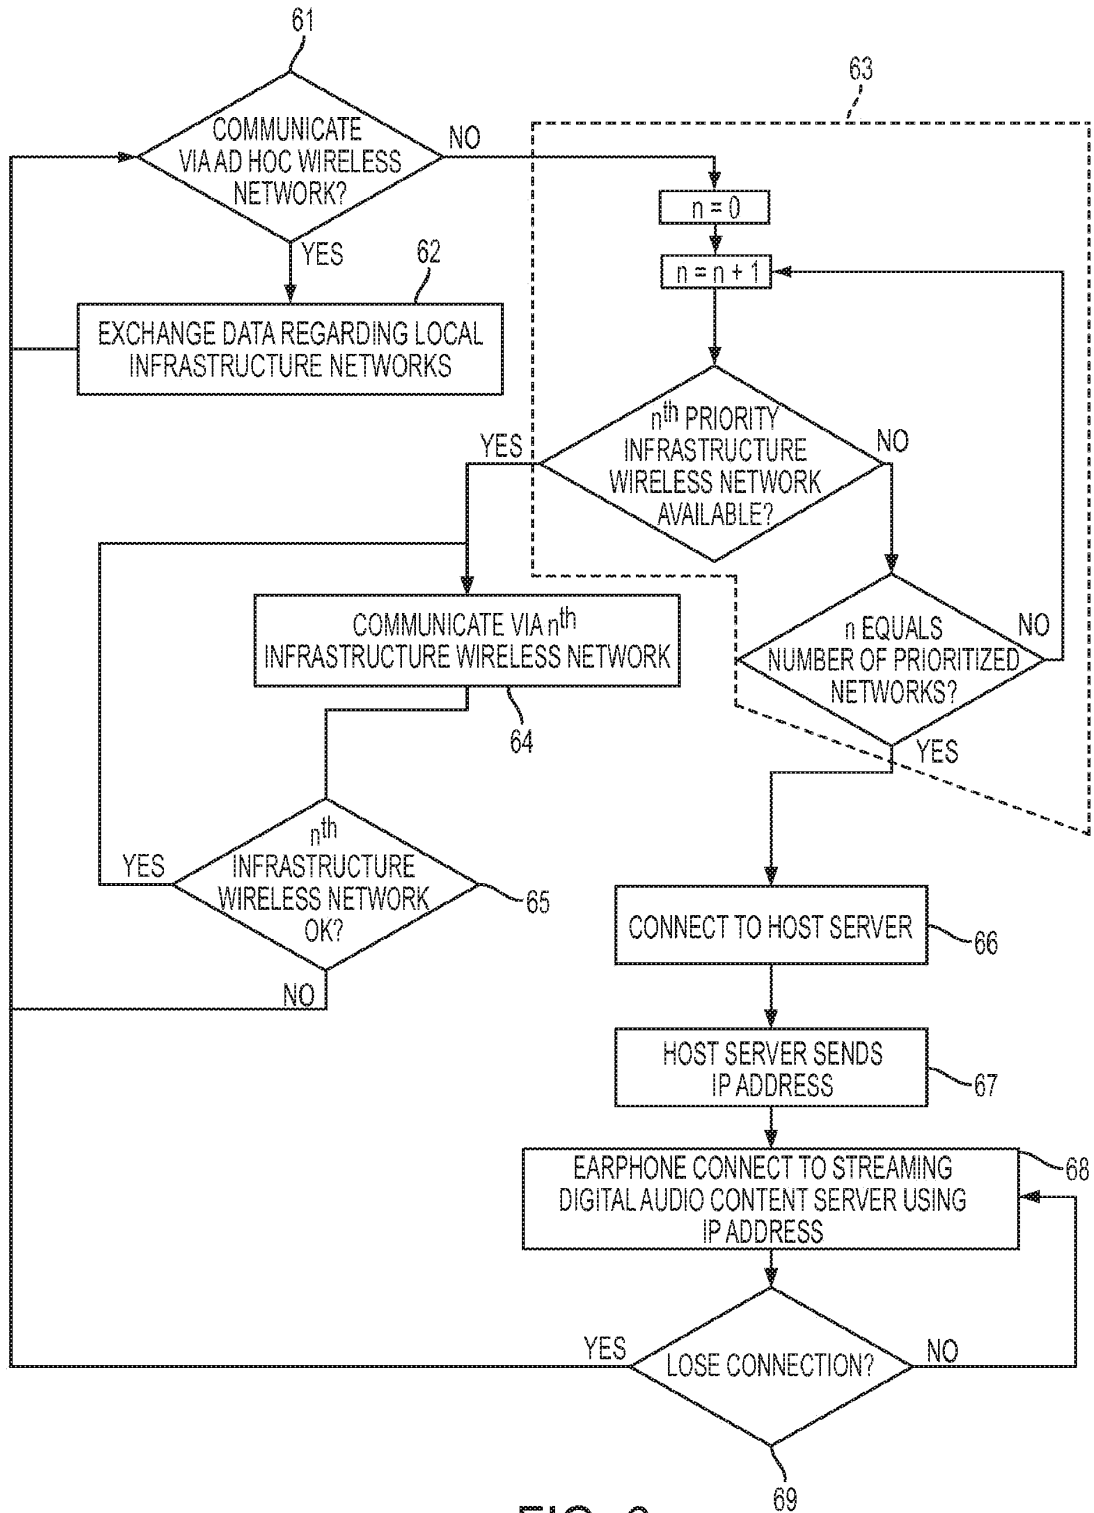 61
COMMUNICATE
VIA AD HOC WIRELESS
NETWORK?
NO
YES
62
EXCHANGE DATA REGARDING LOCAL
INFRASTRUCTURE NETWORKS
63
n = 0
n = n + 1
nth PRIORITY
INFRASTRUCTURE
WIRELESS NETWORK
AVAILABLE?
YES
NO
n EQUALS
NUMBER OF PRIORITIZED
NETWORKS?
NO
YES
COMMUNICATE VIA nth
INFRASTRUCTURE WIRELESS NETWORK
64
nth
INFRASTRUCTURE
WIRELESS NETWORK
OK?
YES
65
NO
CONNECT TO HOST SERVER
66
HOST SERVER SENDS
IP ADDRESS
67
EARPHONE CONNECT TO STREAMING
DIGITAL AUDIO CONTENT SERVER USING
IP ADDRESS
68
LOSE CONNECTION?
YES
NO
69
FIG.